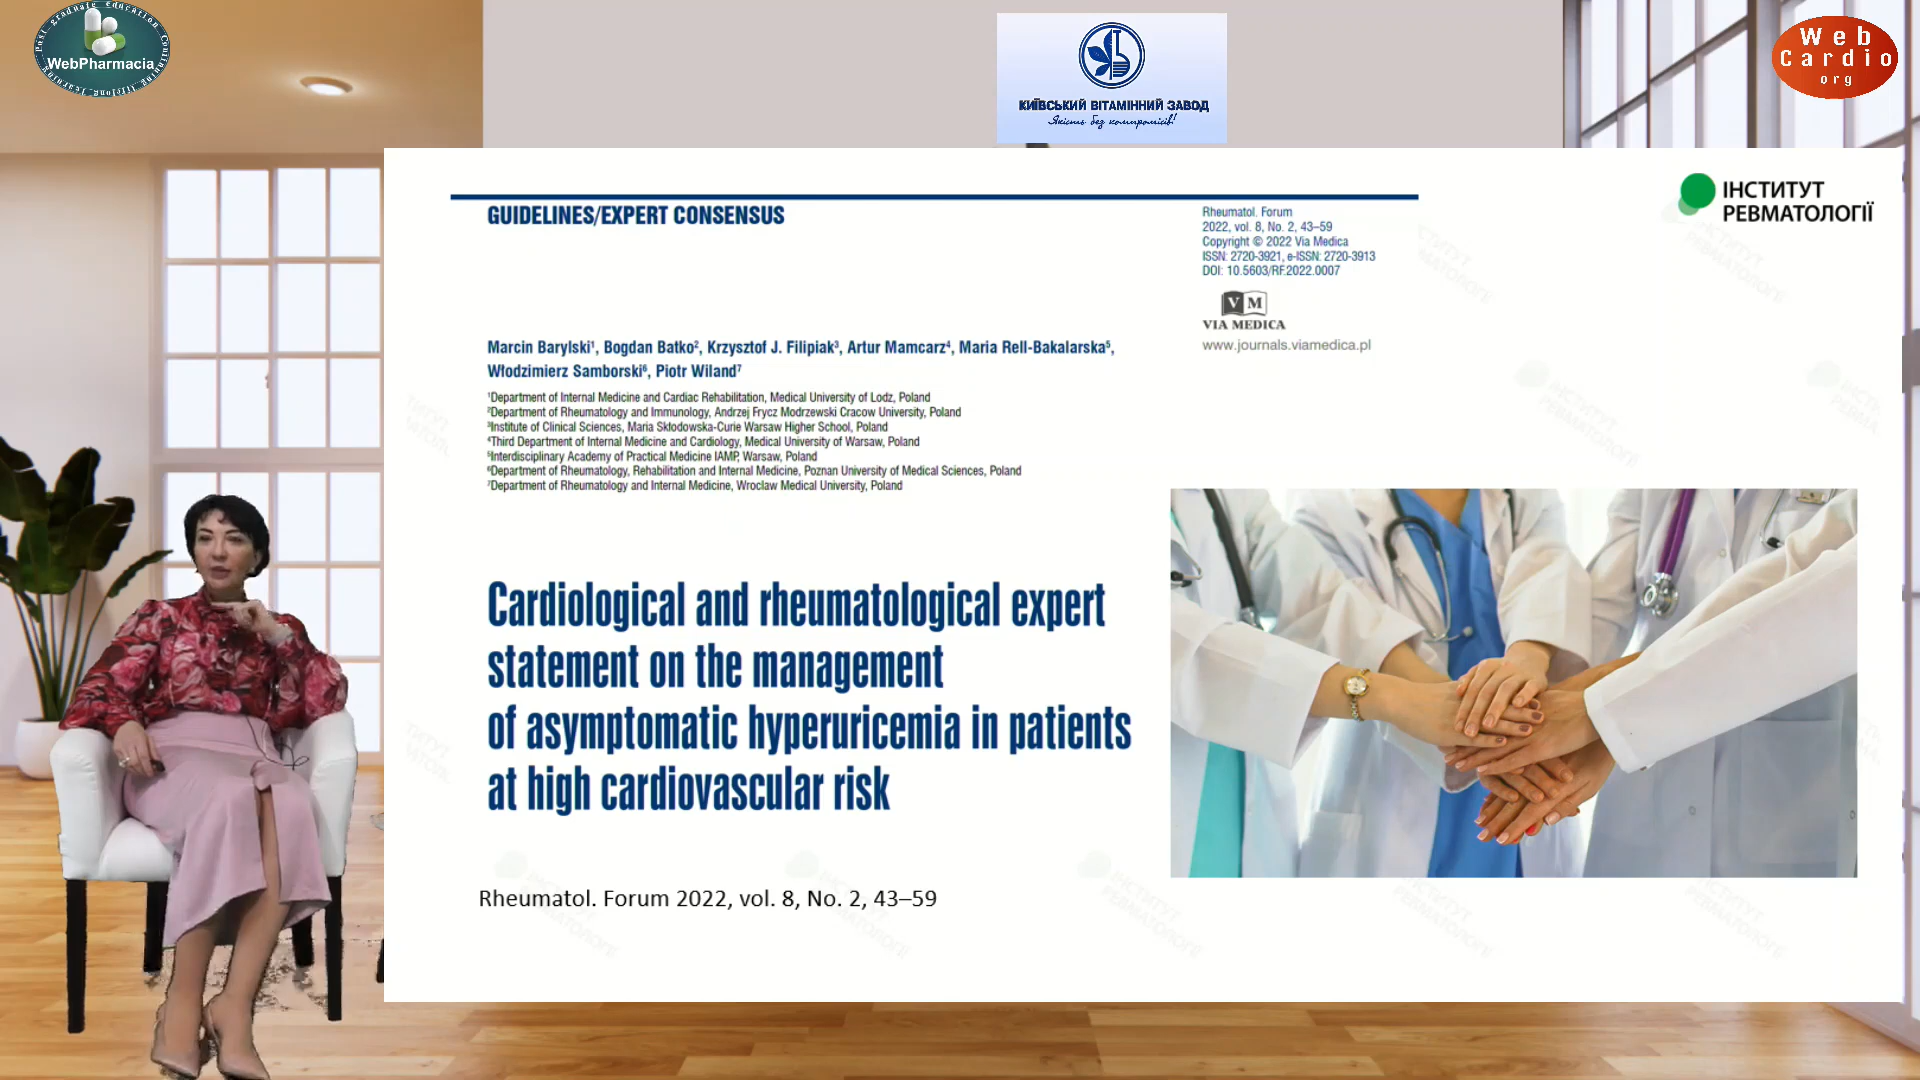 Post-graduate Education. Continuing lifelong learning
WebPharmacia
КИЇВСЬКИЙ ВІТАМІННИЙ ЗАВОД
Якість без компромісів!
Web
Cardio
org
ІНСТИТУТ
РЕВМАТОЛОГІЇ
GUIDELINES/EXPERT CONSENSUS
Rheumatol. Forum
2022, vol. 8, No. 2, 43–59
Copyright © 2022 Via Medica
ISSN: 2720-3921, e-ISSN: 2720-3913
DOI: 10.5603/RF.2022.0007
VM
VIA MEDICA
www.journals.viamedica.pl
Marcin Barylski¹, Bogdan Batko², Krzysztof J. Filipiak³, Artur Mamcarz⁴, Maria Rell-Bakalarska⁵,
Włodzimierz Samborski⁶, Piotr Wiland⁷
¹Department of Internal Medicine and Cardiac Rehabilitation, Medical University of Lodz, Poland
²Department of Rheumatology and Immunology, Andrzej Frycz Modrzewski Cracow University, Poland
³Institute of Clinical Sciences, Maria Skłodowska-Curie Warsaw Higher School, Poland
⁴Third Department of Internal Medicine and Cardiology, Medical University of Warsaw, Poland
⁵Interdisciplinary Academy of Practical Medicine IAMP, Warsaw, Poland
⁶Department of Rheumatology, Rehabilitation and Internal Medicine, Poznan University of Medical Sciences, Poland
⁷Department of Rheumatology and Internal Medicine, Wroclaw Medical University, Poland
Cardiological and rheumatological expert
statement on the management
of asymptomatic hyperuricemia in patients
at high cardiovascular risk
Rheumatol. Forum 2022, vol. 8, No. 2, 43–59